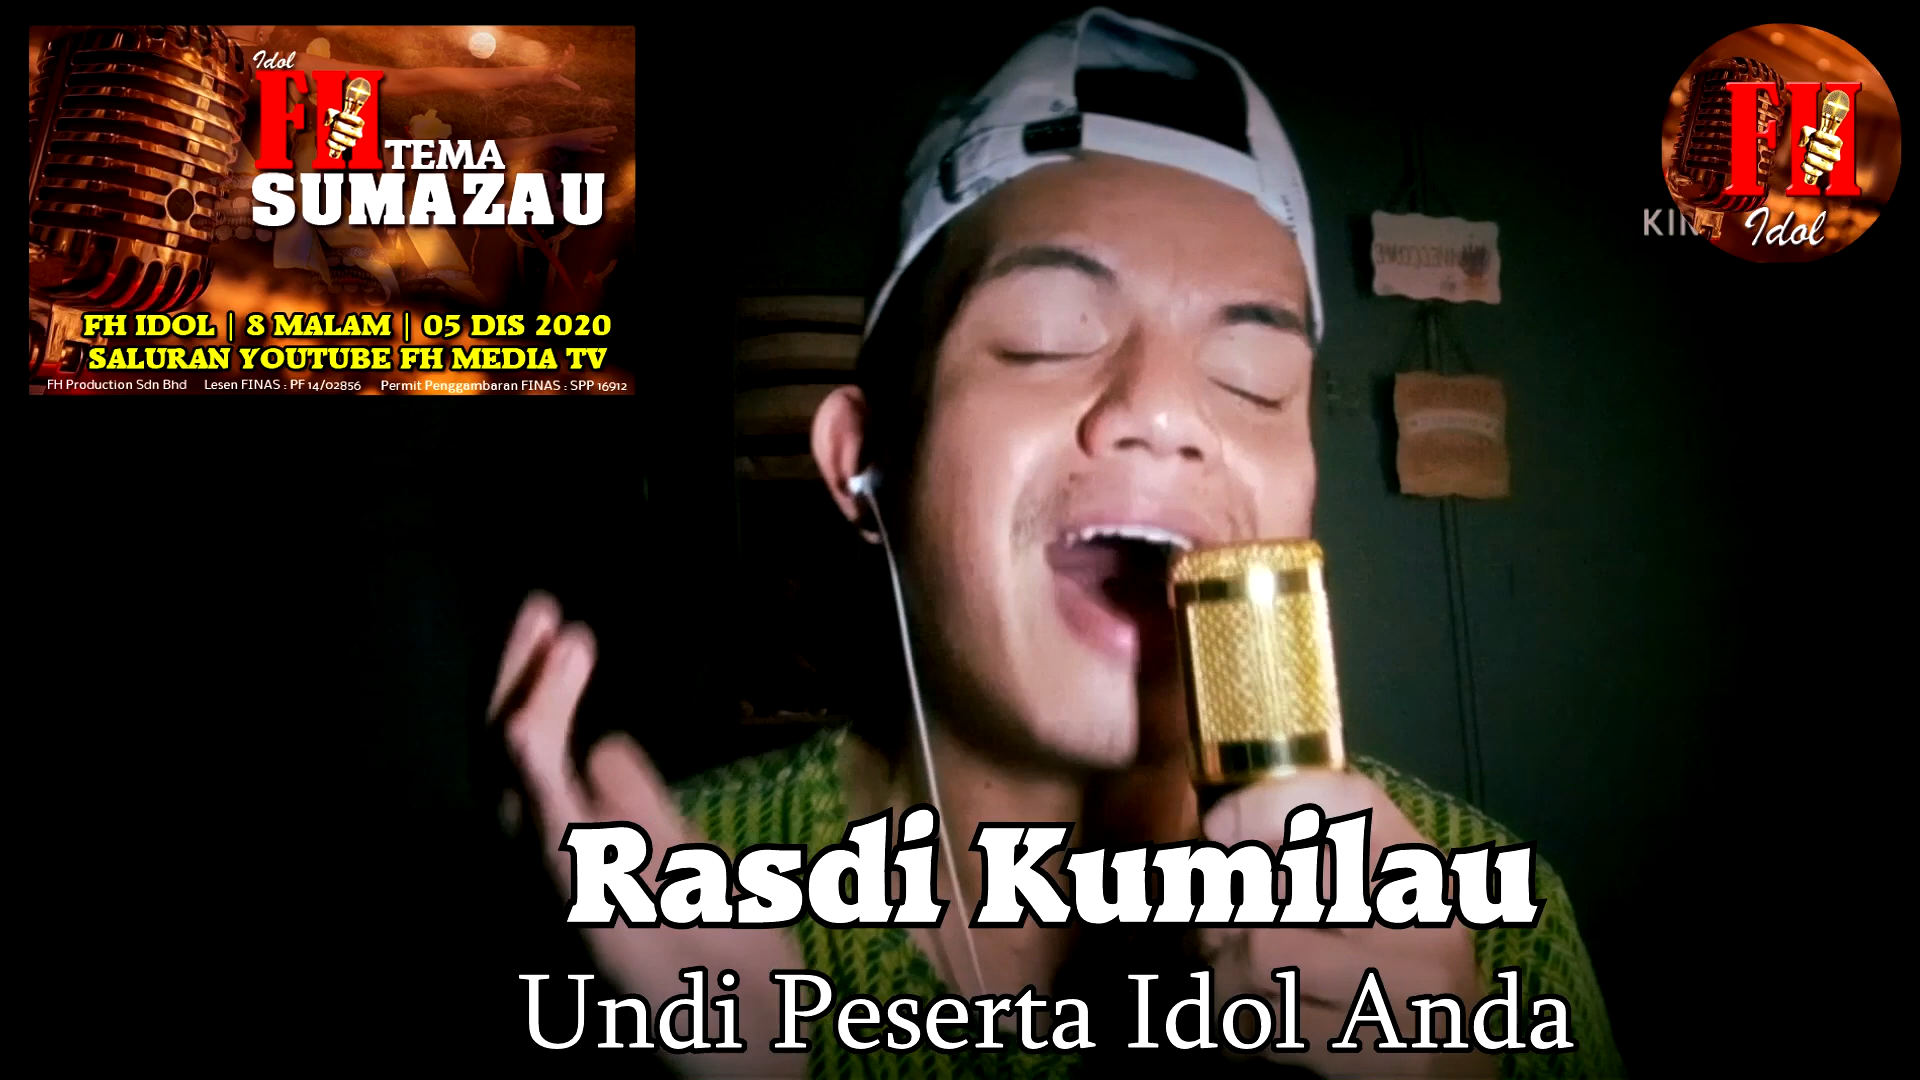 Idol
FH TEMA
SUMAZAU
FH IDOL | 8 MALAM | 05 DIS 2020
SALURAN YOUTUBE FH MEDIA TV
FH Production Sdn Bhd Lesen FINAS : PF 14/02856 Permit Penggambaran FINAS : SPP 16912
FH
Idol
KIN
Rasdi Kumilau
Undi Peserta Idol Anda